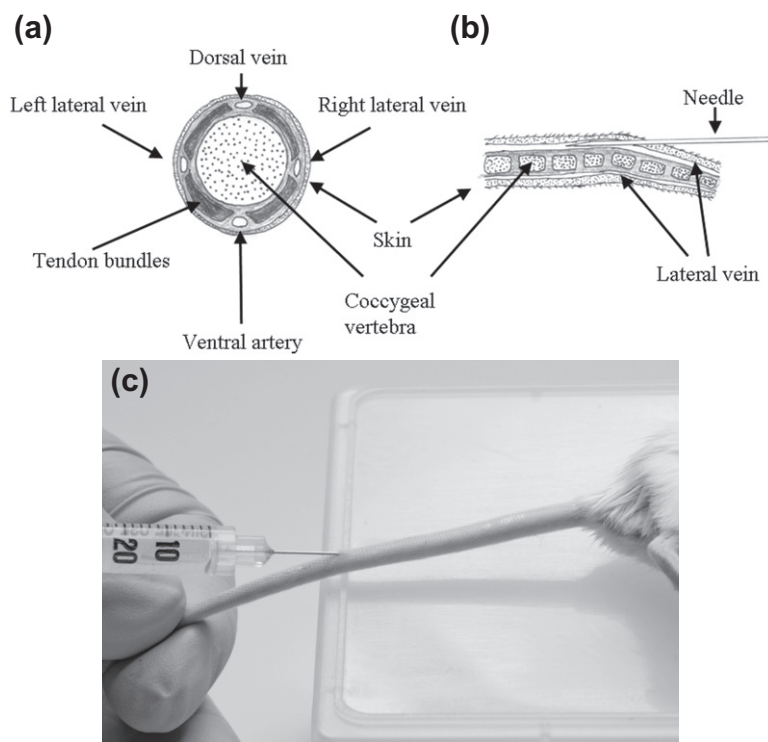 (a)
Dorsal vein
Left lateral vein
Right lateral vein
Tendon bundles
Skin
Coccygeal
vertebra
Ventral artery
(b)
Needle
Lateral vein
(c)
20 10